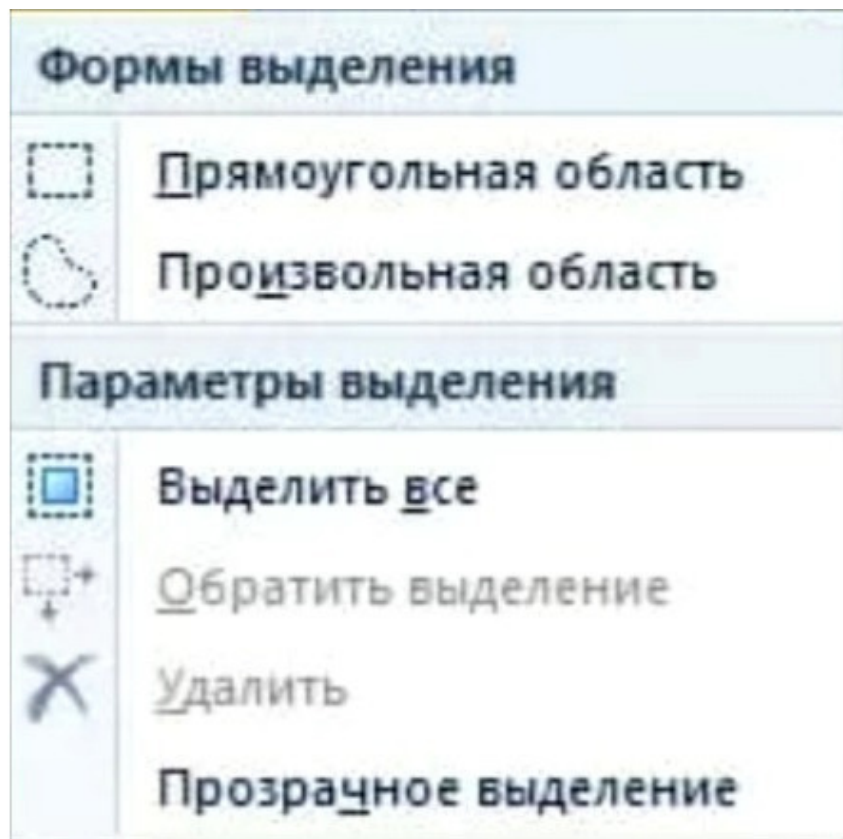 Формы выделения
Прямоугольная область
Произвольная область
Параметры выделения
Выделить все
Обратить выделение
Удалить
Прозрачное выделение